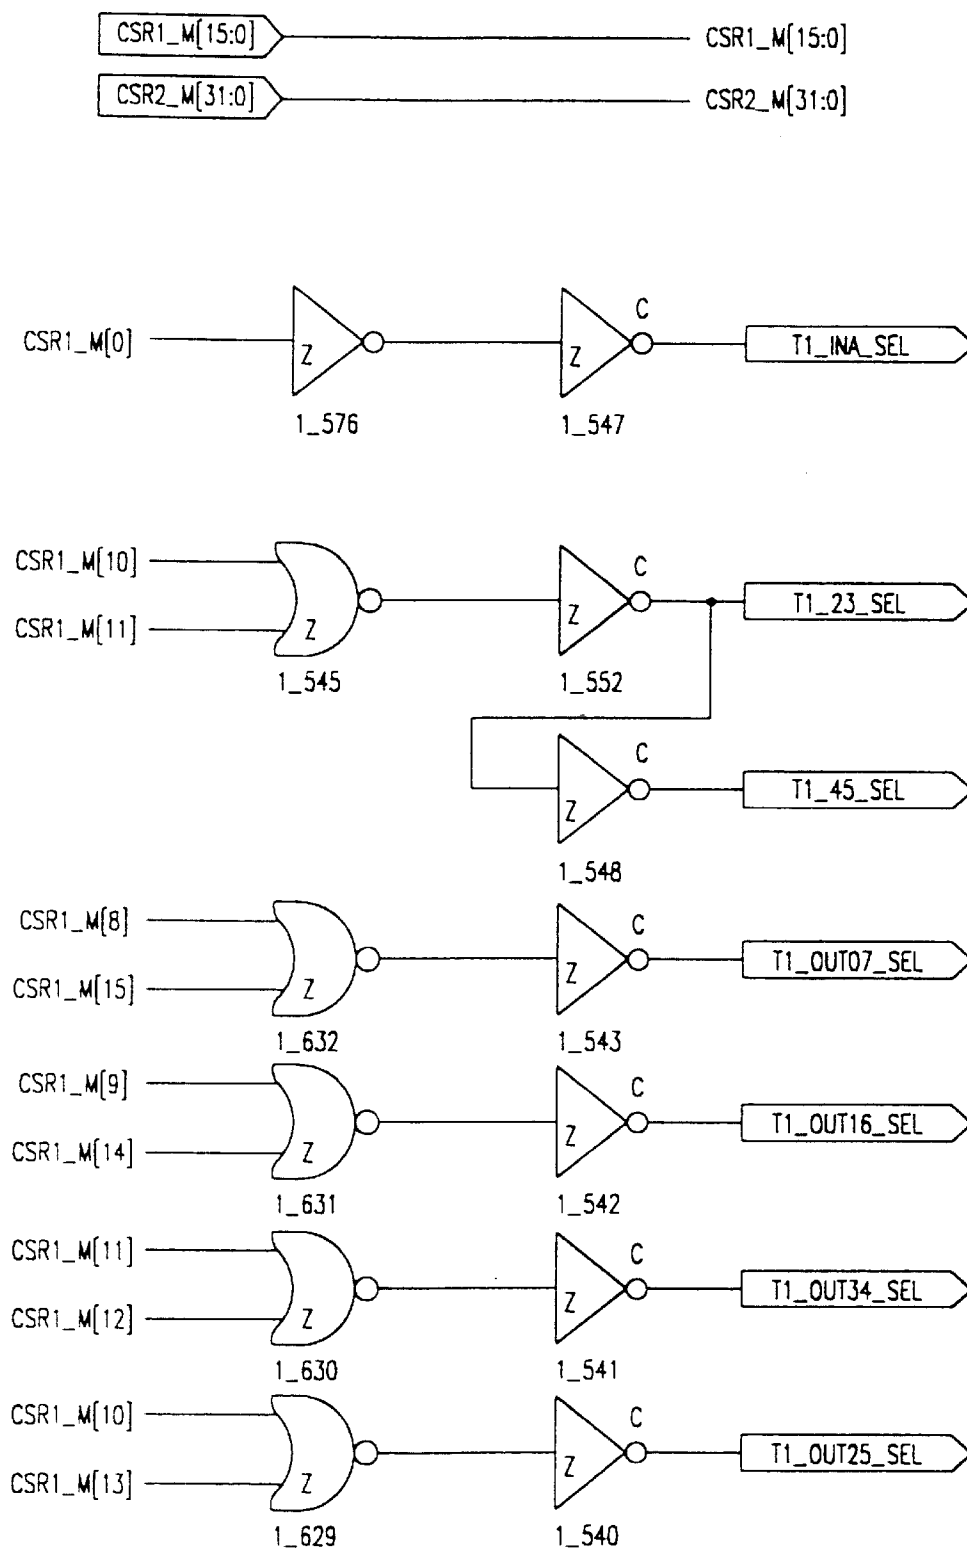 CSR1_M[15:0] CSR1_M[15:0]
CSR2_M[31:0] CSR2_M[31:0]
C
CSR1_M[0] Z Z T1_INA_SEL
1_576 1_547
C
CSR1_M[10] T1_23_SEL
CSR1_M[11] Z Z
1_545 1_552
C
Z T1_45_SEL
1_548
CSR1_M[8] C
Z T1_OUT07_SEL
CSR1_M[15] Z
1_632 1_543
CSR1_M[9] C
Z T1_OUT16_SEL
CSR1_M[14] Z
1_631 1_542
CSR1_M[11] C
Z T1_OUT34_SEL
CSR1_M[12] Z
1_630 1_541
CSR1_M[10] C
Z T1_OUT25_SEL
CSR1_M[13] Z
1_629 1_540